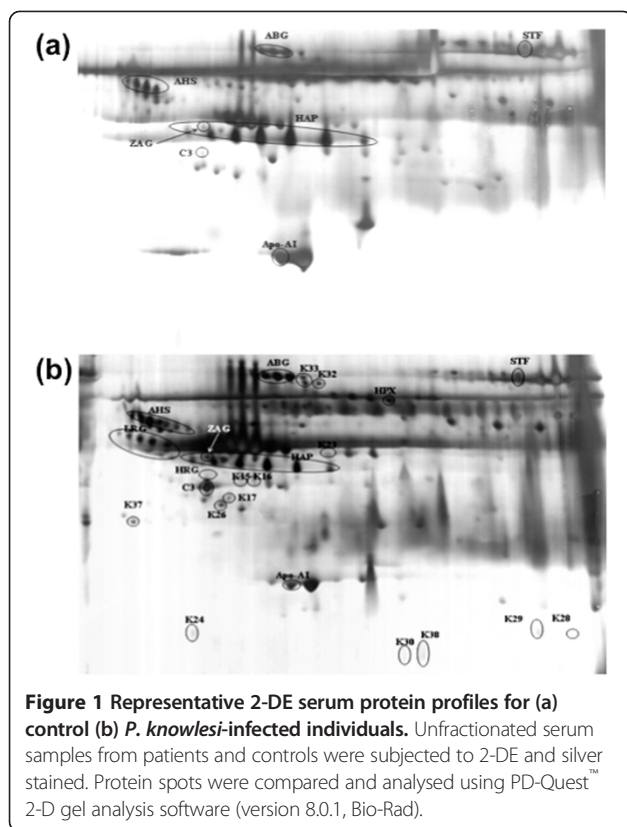 (a)
ABG
STF
AHS
HAP
ZAG
C3
Apo-AI
(b)
ABG
K33
K32
STF
HPX
AHS
LRG
ZAG
K23
HAP
HRG
K35
K16
C3
K17
K26
K37
Apo-AI
K24
K30
K38
K29
K28
Figure 1 Representative 2-DE serum protein profiles for (a)
control (b) P. knowlesi-infected individuals. Unfractionated serum
samples from patients and controls were subjected to 2-DE and silver
stained. Protein spots were compared and analysed using PD-Quest™
2-D gel analysis software (version 8.0.1, Bio-Rad).